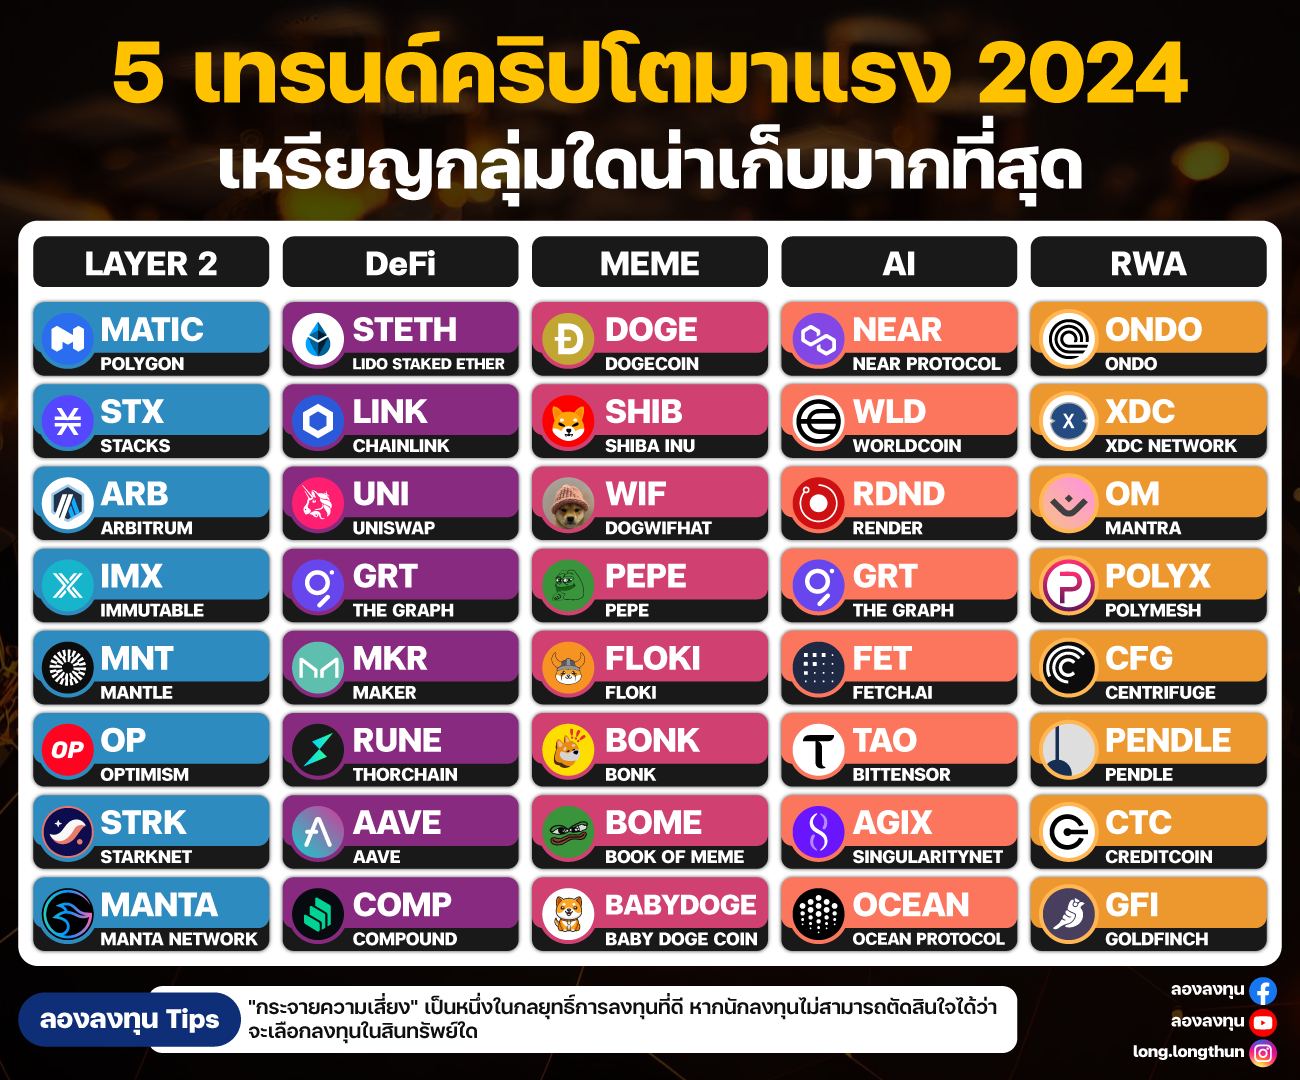 5 เทรนด์คริปโตมาแรง 2024
เหรียญกลุ่มใดน่าเก็บมากที่สุด
LAYER 2
MATIC
POLYGON
STX
STACKS
ARB
ARBITRUM
IMX
IMMUTABLE
MNT
MANTLE
OP
OP
OPTIMISM
STRK
STARKNET
MANTA
MANTA NETWORK
DeFi
STETH
LIDO STAKED ETHER
LINK
CHAINLINK
UNI
UNISWAP
GRT
THE GRAPH
MKR
MAKER
RUNE
THORCHAIN
AAVE
AAVE
COMP
COMPOUND
MEME
DOGE
DOGECOIN
SHIB
SHIBA INU
WIF
DOGWIFHAT
PEPE
PEPE
FLOKI
FLOKI
BONK
BONK
BOME
BOOK OF MEME
BABYDOGE
BABY DOGE COIN
AI
NEAR
NEAR PROTOCOL
WLD
WORLDCOIN
RDND
RENDER
GRT
THE GRAPH
FET
FETCH.AI
TAO
BITTENSOR
AGIX
SINGULARITYNET
OCEAN
OCEAN PROTOCOL
RWA
ONDO
ONDO
X
XDC
XDC NETWORK
OM
MANTRA
POLYX
POLYMESH
CFG
CENTRIFUGE
PENDLE
PENDLE
CTC
CREDITCOIN
GFI
GOLDFINCH
ลองลงทุน Tips
"กระจายความเสี่ยง" เป็นหนึ่งในกลยุทธิ์การลงทุนที่ดี หากนักลงทุนไม่สามารถตัดสินใจได้ว่า
จะเลือกลงทุนในสินทรัพย์ใด
ลองลงทุน
ลองลงทุน
long.longthun